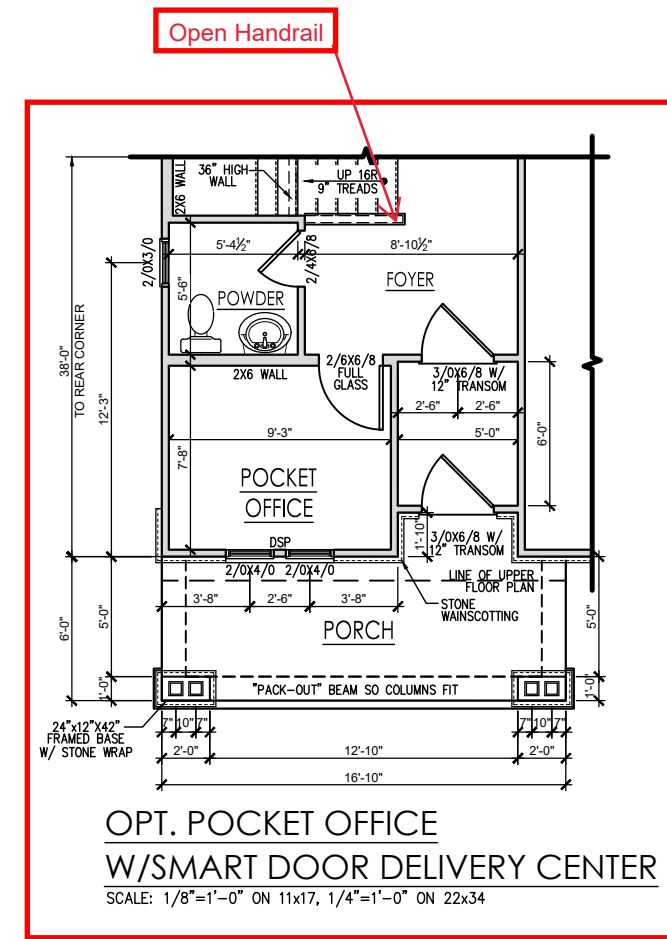 Open Handrail
2X6 WALL
36" HIGH
WALL
UP 16R
9" TREADS
2/0X3/0
5'-4½"
2/4X6/8
8'-10½"
5'-6"
POWDER
FOYER
38'-0"
TO REAR CORNER
12'-3"
2X6 WALL
2/6X6/8
FULL
GLASS
3/0X6/8 W/
12" TRANSOM
2'-6"
2'-6"
9'-3"
5'-0"
6'-0"
7'-8"
POCKET
OFFICE
DSP
1'-10"
3/0X6/8 W/
12" TRANSOM
2/0X4/0
2/0X4/0
LINE OF UPPER
FLOOR PLAN
3'-8"
2'-6"
3'-8"
STONE
WAINSCOTTING
6'-0"
5'-0"
PORCH
5'-0"
1'-0"
"PACK-OUT" BEAM SO COLUMNS FIT
1'-0"
24"x12"X42"
FRAMED BASE
W/ STONE WRAP
7"
10"
7"
7"
10"
7"
2'-0"
12'-10"
2'-0"
16'-10"
OPT. POCKET OFFICE
W/SMART DOOR DELIVERY CENTER
SCALE: 1/8"=1'-0" ON 11x17, 1/4"=1'-0" ON 22x34